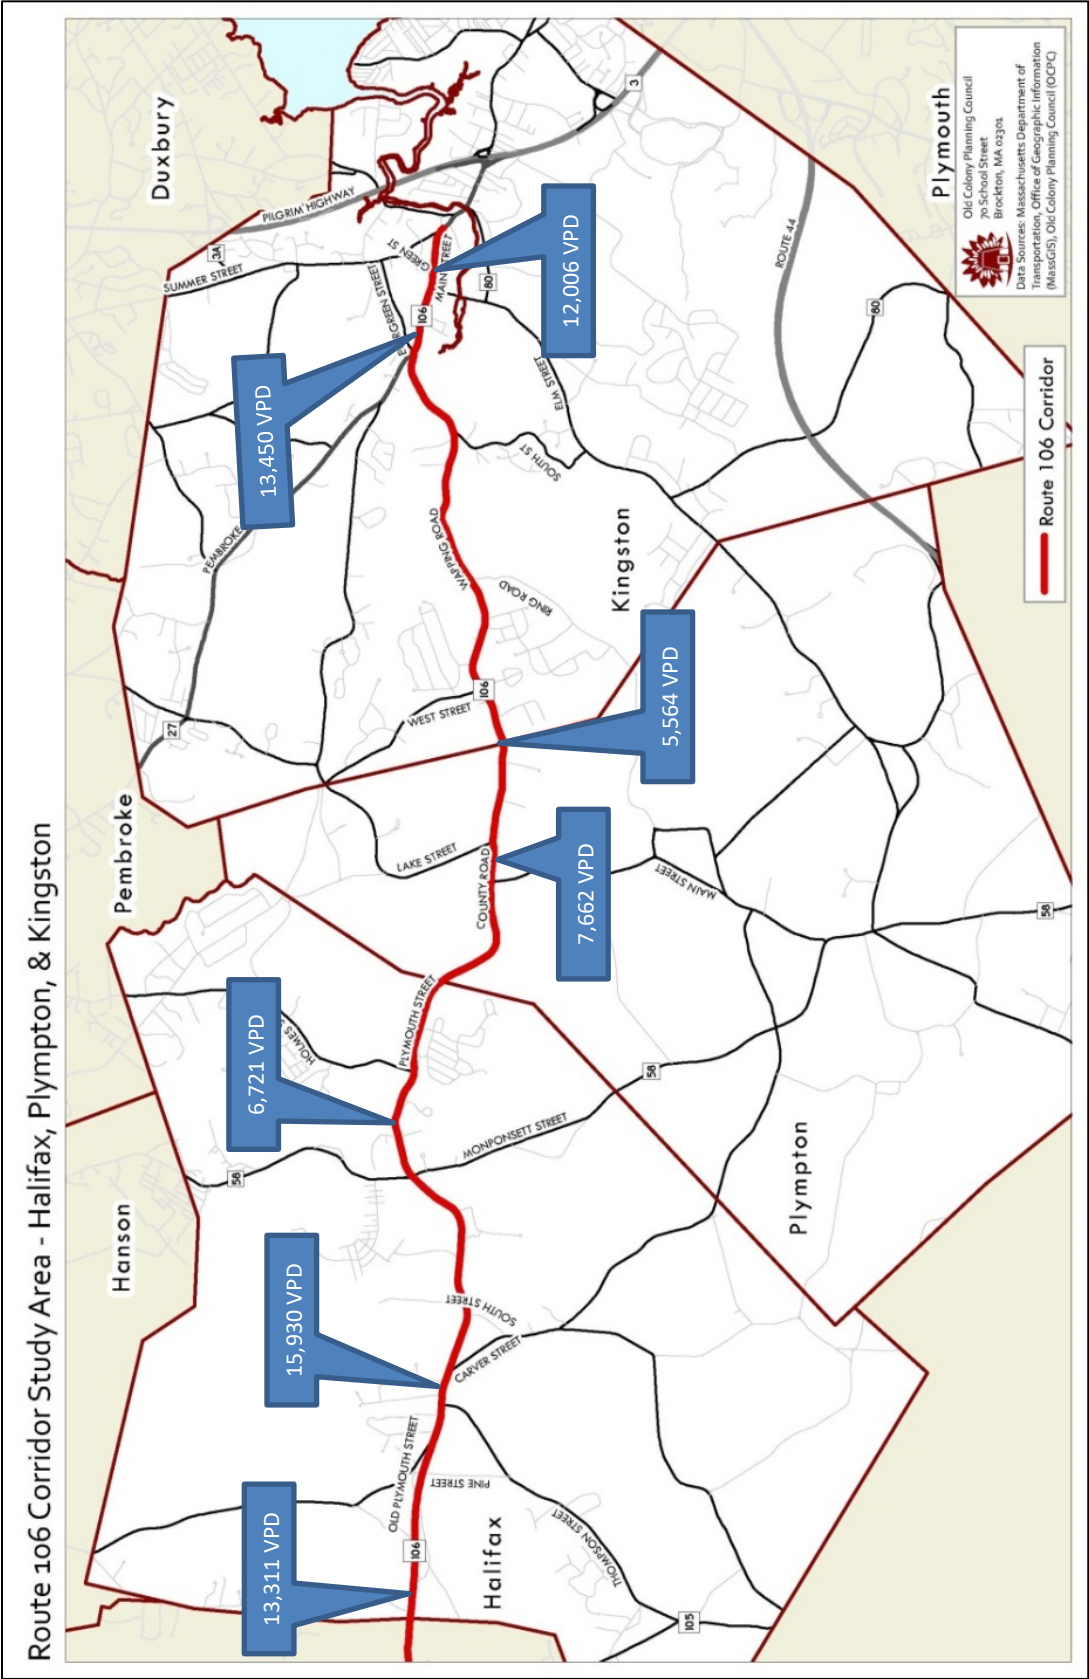 Route 106 Corridor Study Area - Halifax, Plympton, & Kingston
Hanson
Pembroke
Duxbury
27
PEMBROKE
3A
SUMMER STREET
PILGRIM HIGHWAY
3
58
HOLMES S
6,721 VPD
13,450 VPD
13,311 VPD
15,930 VPD
OLD PLYMOUTH STREET
PLYMOUTH STREET
LAKE STREET
WEST STREET
GREEN ST
MAIN STREET
106
106
106
COUNTY ROAD
WAPPING ROAD
RING ROAD
SOUTH ST
ELM STREET
80
12,006 VPD
Halifax
PINE STREET
CARVER STREET
SOUTH STREET
MONPONSETT STREET
7,662 VPD
5,564 VPD
Kingston
THOMPSON STREET
105
58
MAIN STREET
Plympton
58
ROUTE 44
80
Plymouth
Route 106 Corridor
Old Colony Planning Council
70 School Street
Brockton, MA 02301
Data Sources: Massachusetts Department of
Transportation, Office of Geographic Information
(MassGIS), Old Colony Planning Council (OCPC)